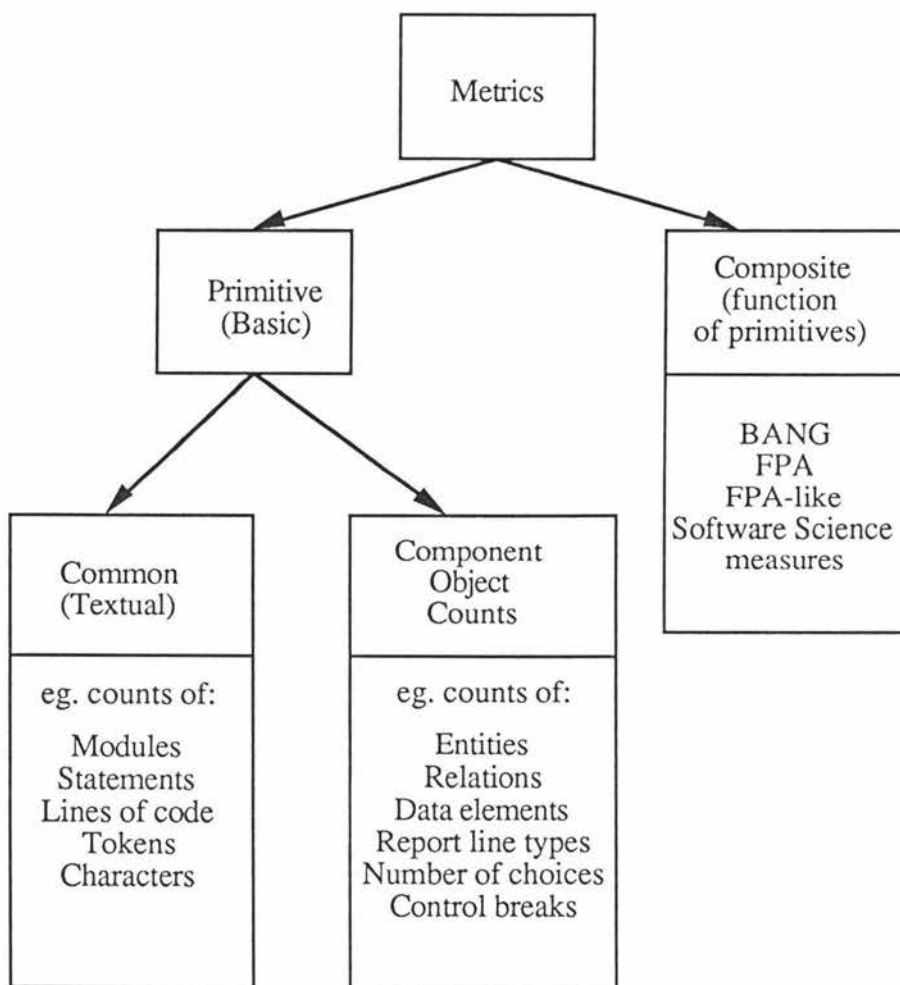 Metrics
Primitive
(Basic)
Composite
(function
of primitives)
BANG
FPA
FPA-like
Software Science
measures
Common
(Textual)
eg. counts of:
Modules
Statements
Lines of code
Tokens
Characters
Component
Object
Counts
eg. counts of:
Entities
Relations
Data elements
Report line types
Number of choices
Control breaks